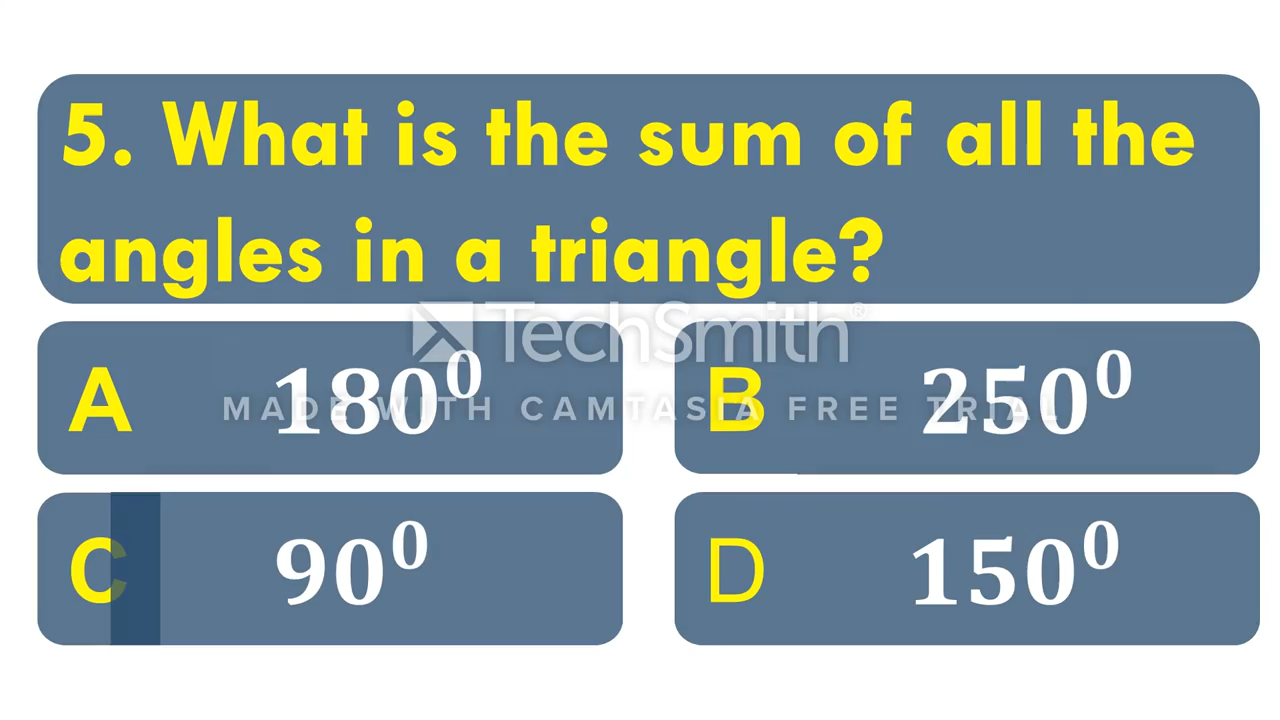 5. What is the sum of all the
angles in a triangle?
TechSmith®
MADE WITH CAMTASIA FREE TRIAL
A 180⁰
B 250⁰
C 90⁰
D 150⁰